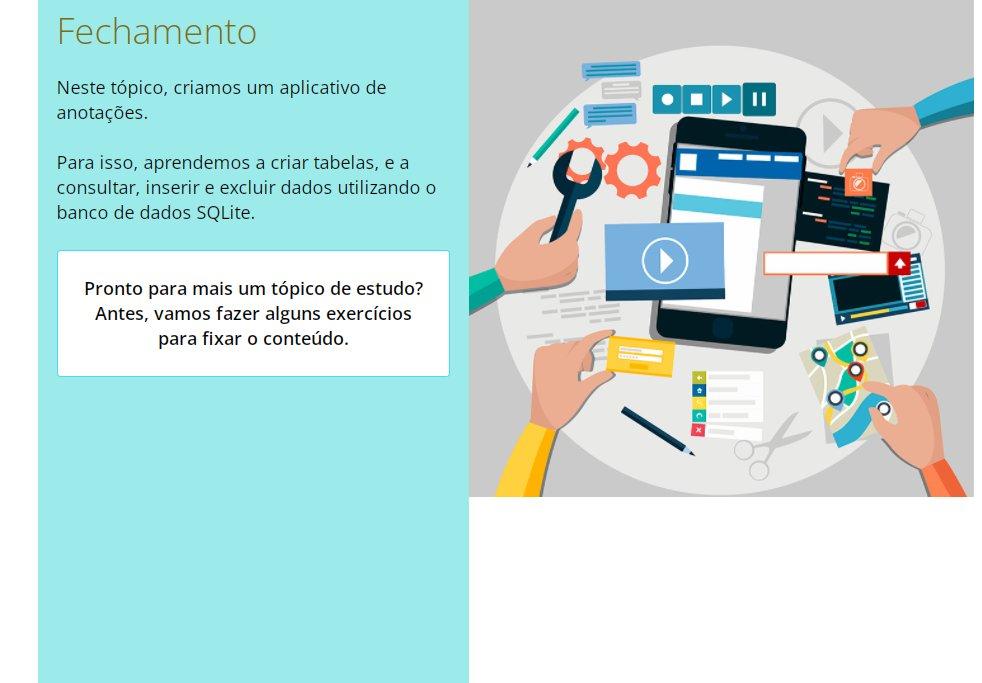 Fechamento
Neste tópico, criamos um aplicativo de
anotações.
Para isso, aprendemos a criar tabelas, e a
consultar, inserir e excluir dados utilizando o
banco de dados SQLite.
Pronto para mais um tópico de estudo?
Antes, vamos fazer alguns exercícios
para fixar o conteúdo.